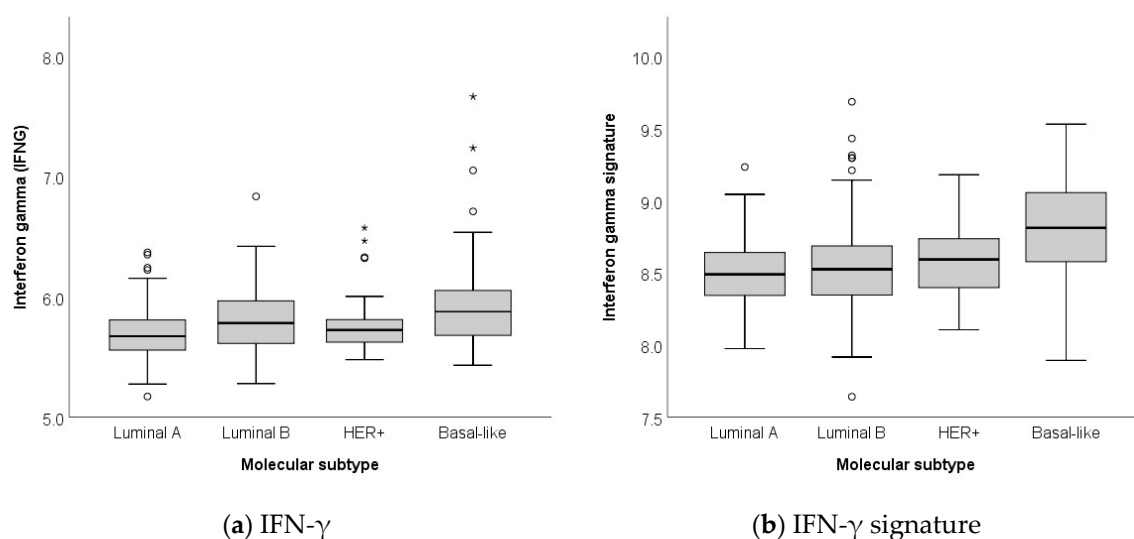 8.0
7.0
6.0
5.0
Interferon gamma (IFNG)
Luminal A Luminal B HER+ Basal-like
Molecular subtype
(a) IFN-γ
10.0
9.5
9.0
8.5
8.0
7.5
Interferon gamma signature
Luminal A Luminal B HER+ Basal-like
Molecular subtype
(b) IFN-γ signature